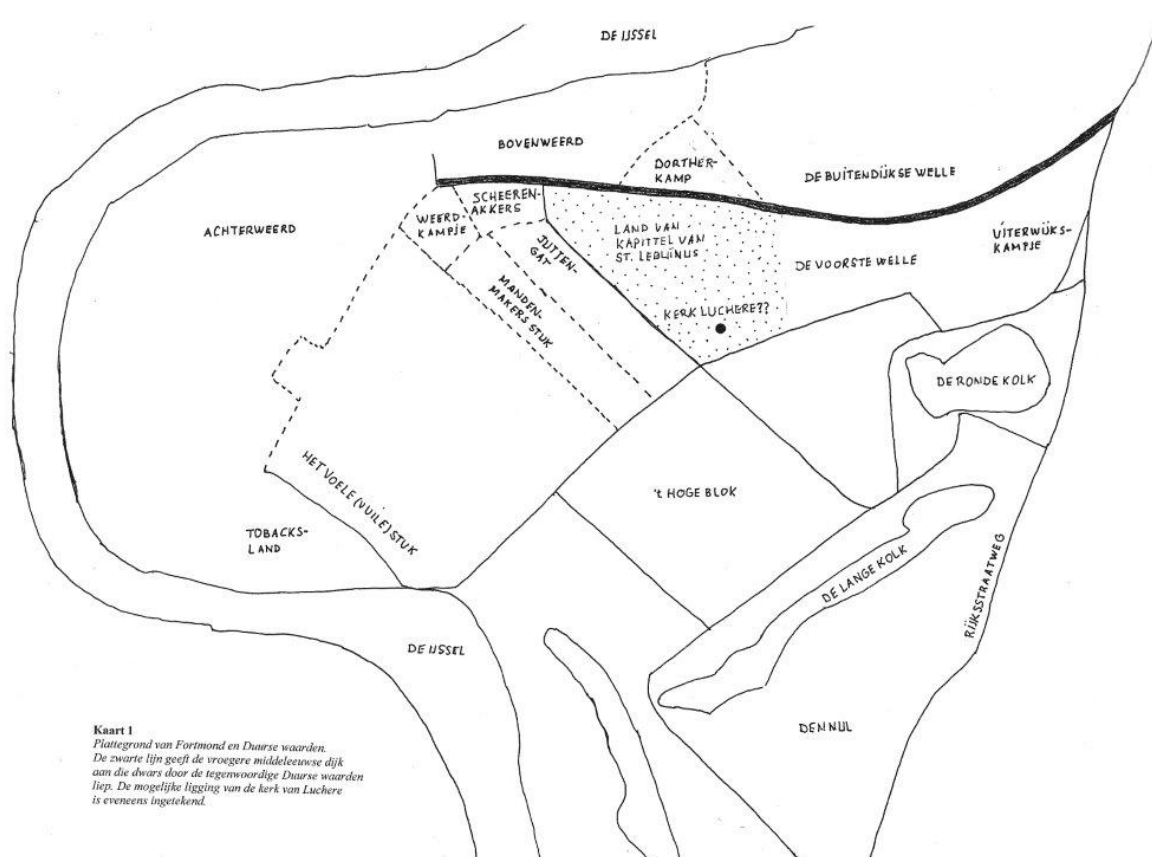 DE IJSSEL
BOVENWEERD
DORTHER-
KAMP
DE BUITENDIJKSE WELLE
SCHEEREN-
AKKERS
WEERD-
KAMPJE
ACHTERWEERD
JUTTEN-
GAT
LAND VAN
KAPITTEL VAN
ST. LEBUÏNUS
UITERWIJKS-
KAMPJE
DE VOORSTE WELLE
MANDEN-
MAKERS STUK
KERK LUCHERE??
DE RONDE KOLK
HET VOELE (VUILE) STUK
'T HOGE BLOK
TOBACKS-
LAND
DE LANGE KOLK
RIJKSSTRAATWEG
DE IJSSEL
DEN NUL
Kaart 1
Plattegrond van Fortmond en Duurse waarden.
De zwarte lijn geeft de vroegere middeleeuwse dijk
aan die dwars door de tegenwoordige Duurse waarden
liep. De mogelijke ligging van de kerk van Luchere
is eveneens ingetekend.